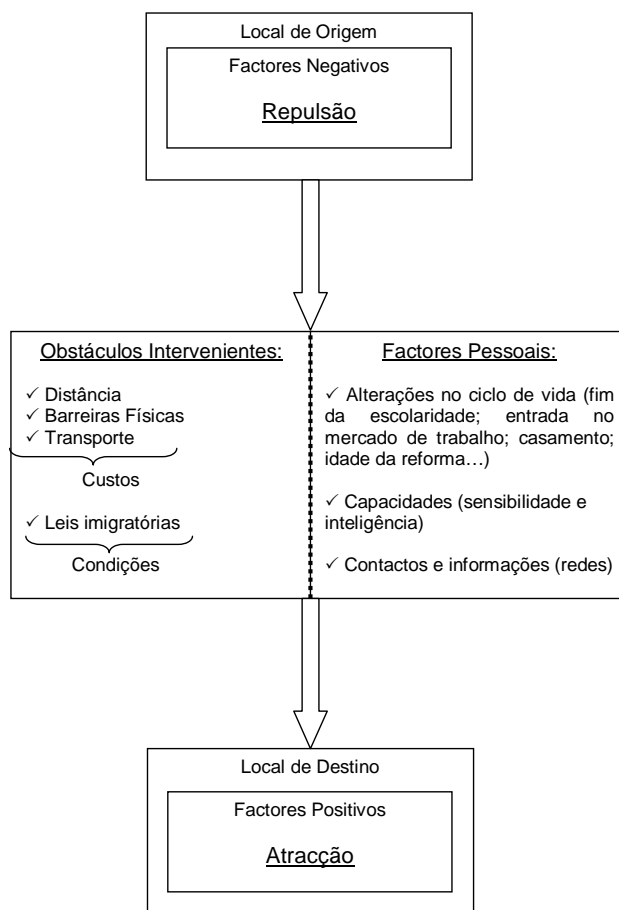 Local de Origem
Factores Negativos
Repulsão
Obstáculos Intervenientes:
✓ Distância
✓ Barreiras Físicas
✓ Transporte
Custos
✓ Leis imigratórias
Condições
Factores Pessoais:
✓ Alterações no ciclo de vida (fim
da escolaridade; entrada no
mercado de trabalho; casamento;
idade da reforma…)
✓ Capacidades (sensibilidade e
inteligência)
✓ Contactos e informações (redes)
Local de Destino
Factores Positivos
Atracção